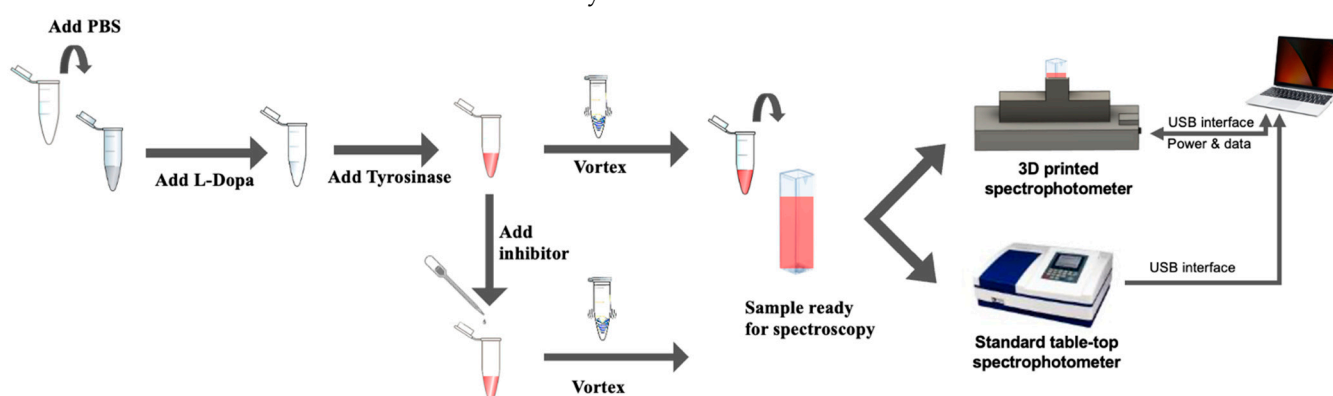 Add PBS
Add L-Dopa
Add Tyrosinase
Vortex
Add
inhibitor
Vortex
Sample ready
for spectroscopy
USB interface
Power & data
3D printed
spectrophotometer
USB interface
Standard table-top
spectrophotometer